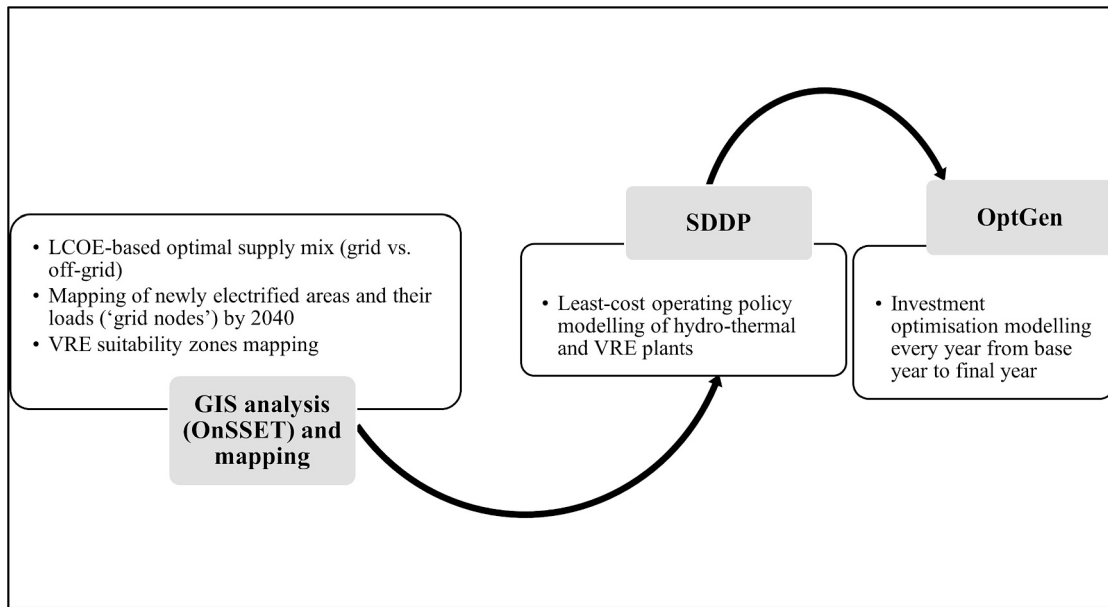 • LCOE-based optimal supply mix (grid vs.
off-grid)
• Mapping of newly electrified areas and their
loads (‘grid nodes’) by 2040
• VRE suitability zones mapping
GIS analysis
(OnSSET) and
mapping
SDDP
• Least-cost operating policy
modelling of hydro-thermal
and VRE plants
OptGen
• Investment
optimisation modelling
every year from base
year to final year